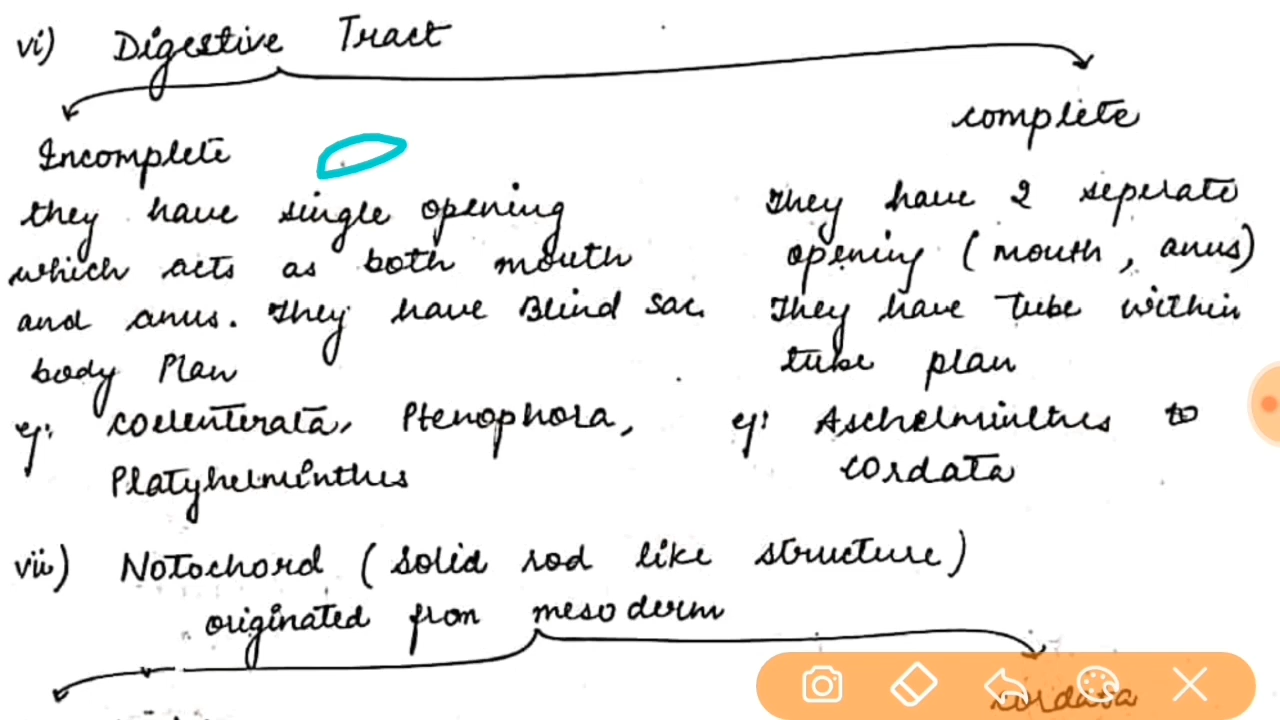 vi) Digestive Tract
Incomplete
they have single opening
which acts as both mouth
and anus. They have Blind sac
body Plan
eg: coelenterata, Ptenophora,
Platyhelminthes
complete
They have 2 seperate
opening (mouth, anus)
They have tube within
tube plan
eg: Aschelminthes to
cordata
vii) Notochord (solid rod like structure)
originated from mesoderm
cordata